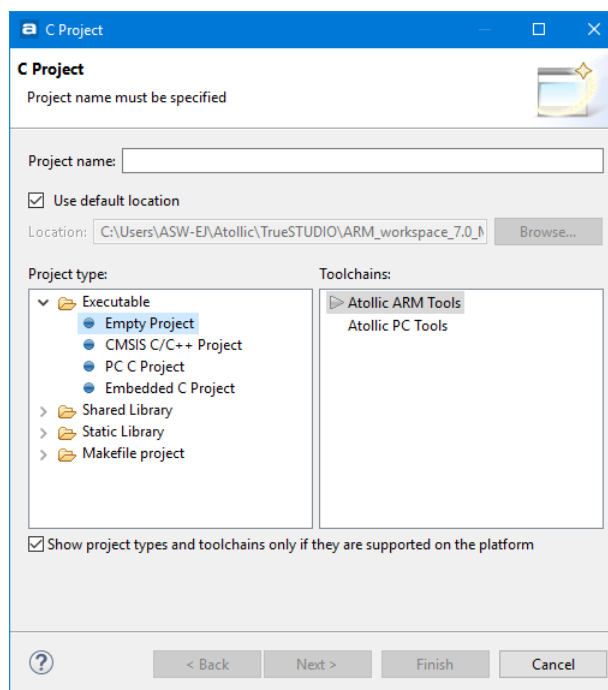 a C Project
C Project
Project name must be specified
Project name:
Use default location
Location: C:\Users\ASW-EJ\Atollic\TrueSTUDIO\ARM_workspace_7.0_M Browse...
Project type: Toolchains:
Executable
Empty Project
CMSIS C/C++ Project
PC C Project
Embedded C Project
Shared Library
Static Library
Makefile project
Atollic ARM Tools
Atollic PC Tools
Show project types and toolchains only if they are supported on the platform
? < Back Next > Finish Cancel